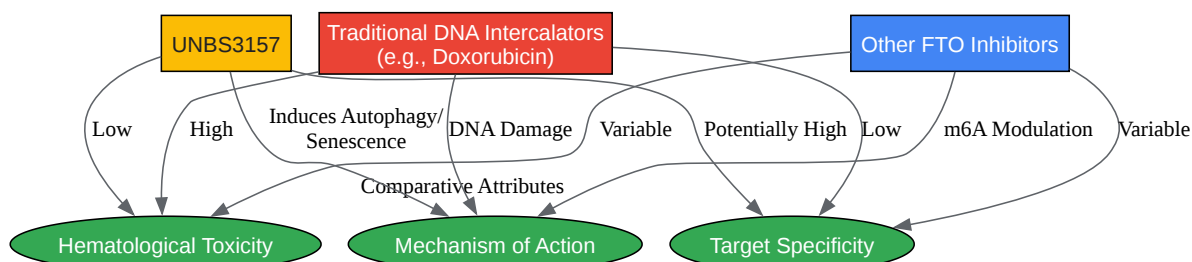 UNBS3157
Traditional DNA Intercalators
(e.g., Doxorubicin)
Other FTO Inhibitors
Low
High
Induces Autophagy/
Senescence
DNA Damage
Variable
Potentially High
Low
m6A Modulation
Variable
Comparative Attributes
Hematological Toxicity
Mechanism of Action
Target Specificity